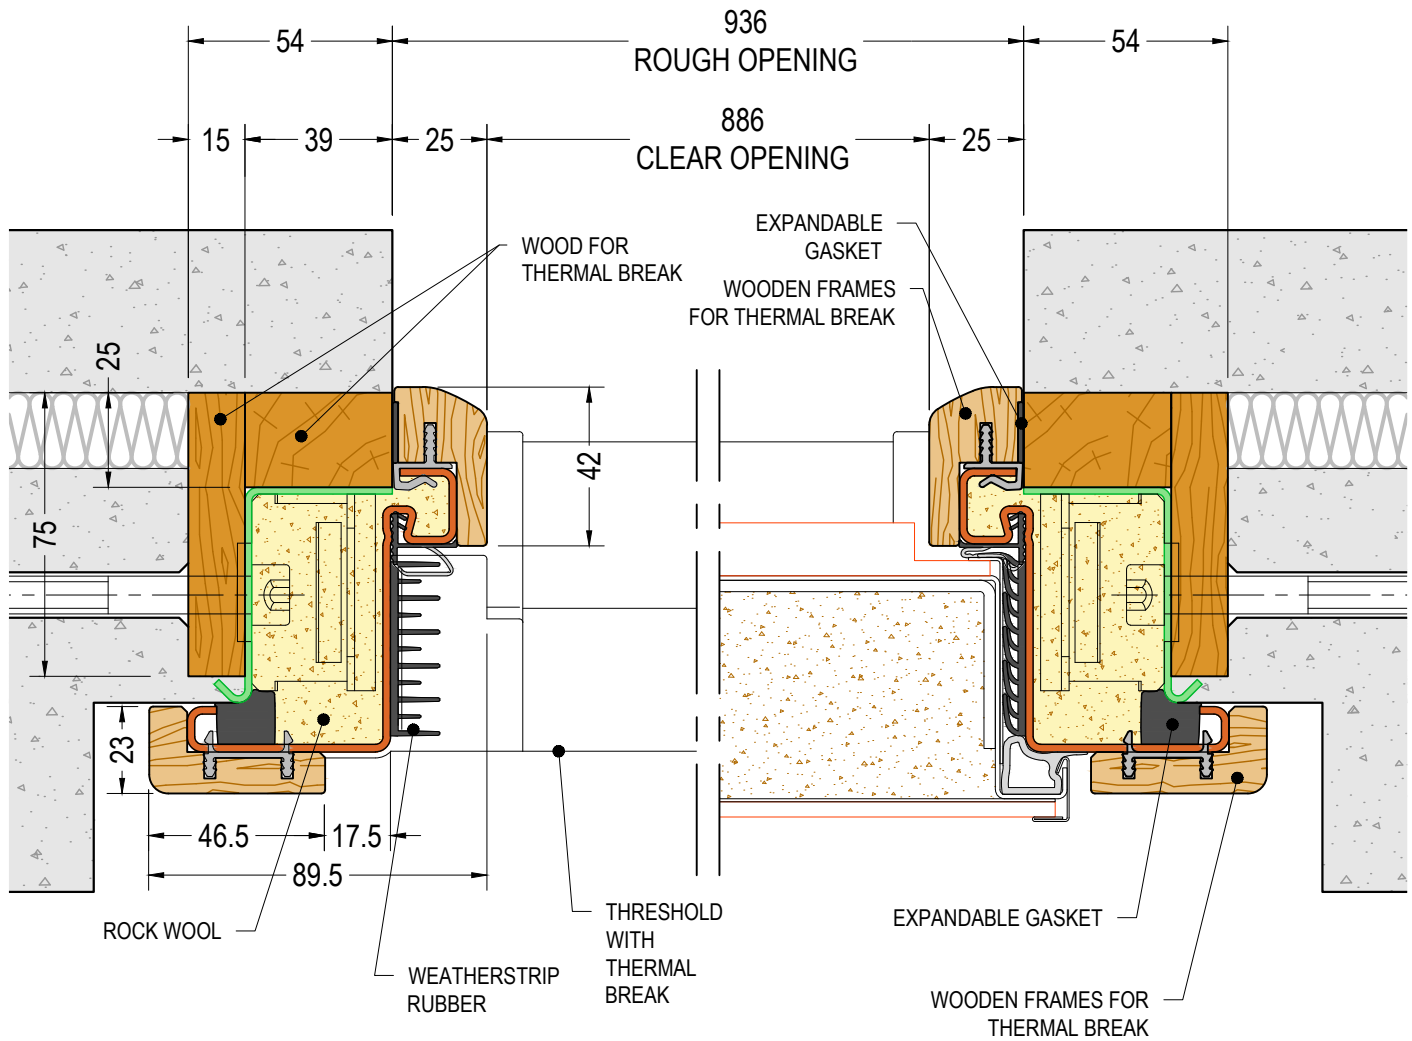 936
54
ROUGH OPENING
54
886
15
39
25
CLEAR OPENING
25
EXPANDABLE
GASKET
WOOD FOR
THERMAL BREAK
WOODEN FRAMES
FOR THERMAL BREAK
25
42
75
23
46.5
17.5
89.5
ROCK WOOL
WEATHERSTRIP
RUBBER
THRESHOLD
WITH
THERMAL
BREAK
EXPANDABLE GASKET
WOODEN FRAMES FOR
THERMAL BREAK